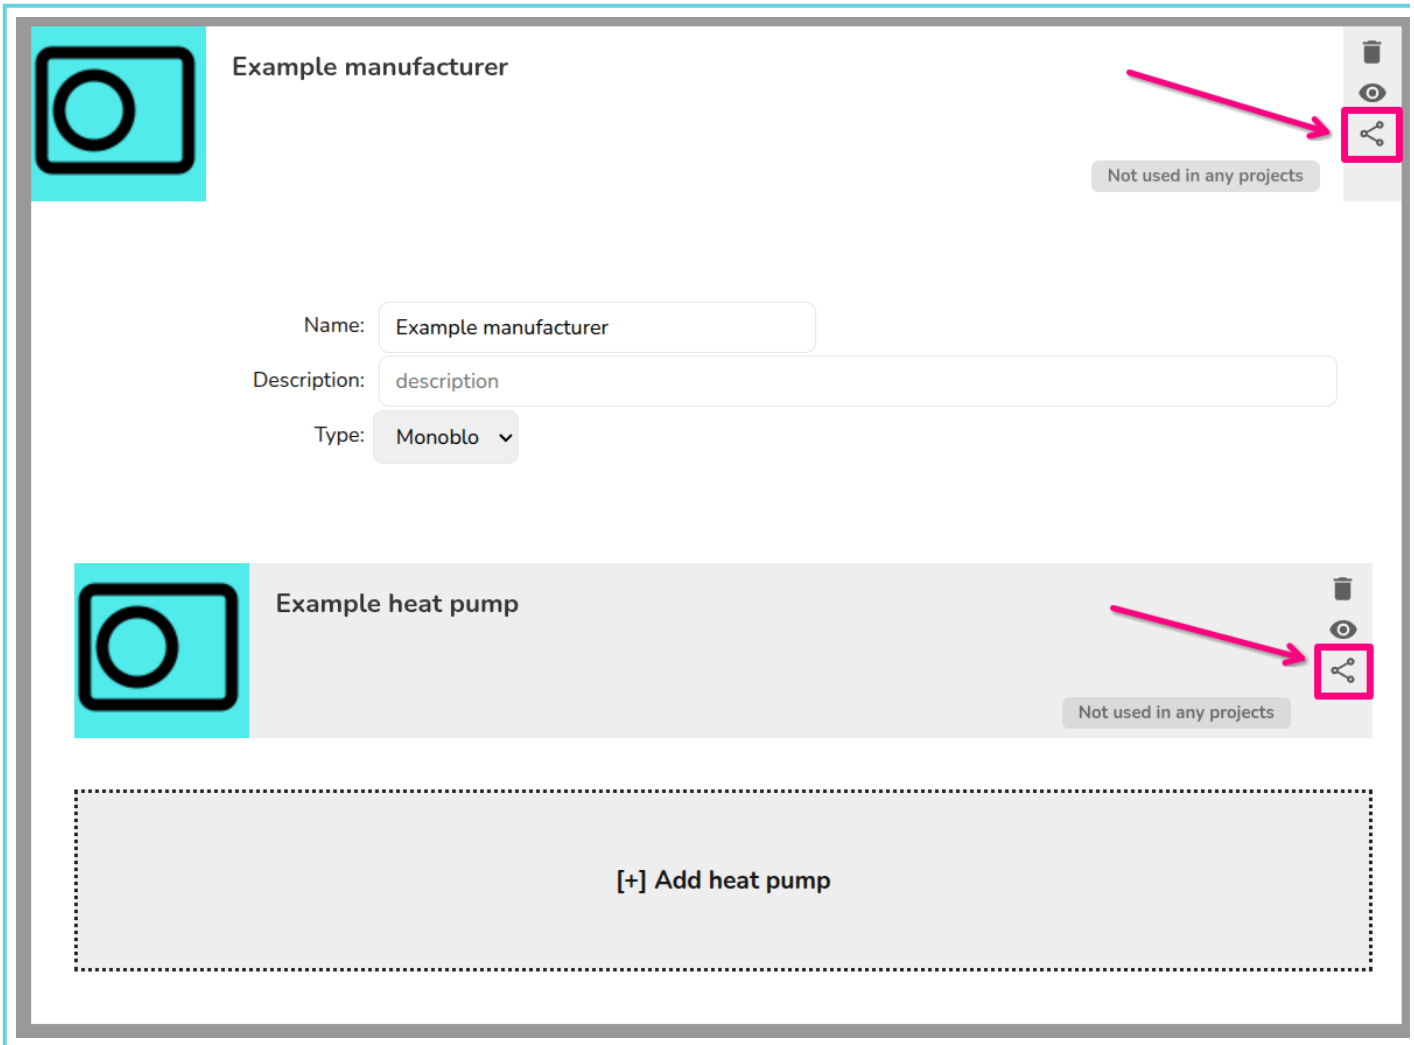 Example manufacturer
Not used in any projects
Name: Example manufacturer
Description: description
Type: Monoblo
Example heat pump
Not used in any projects
[+] Add heat pump